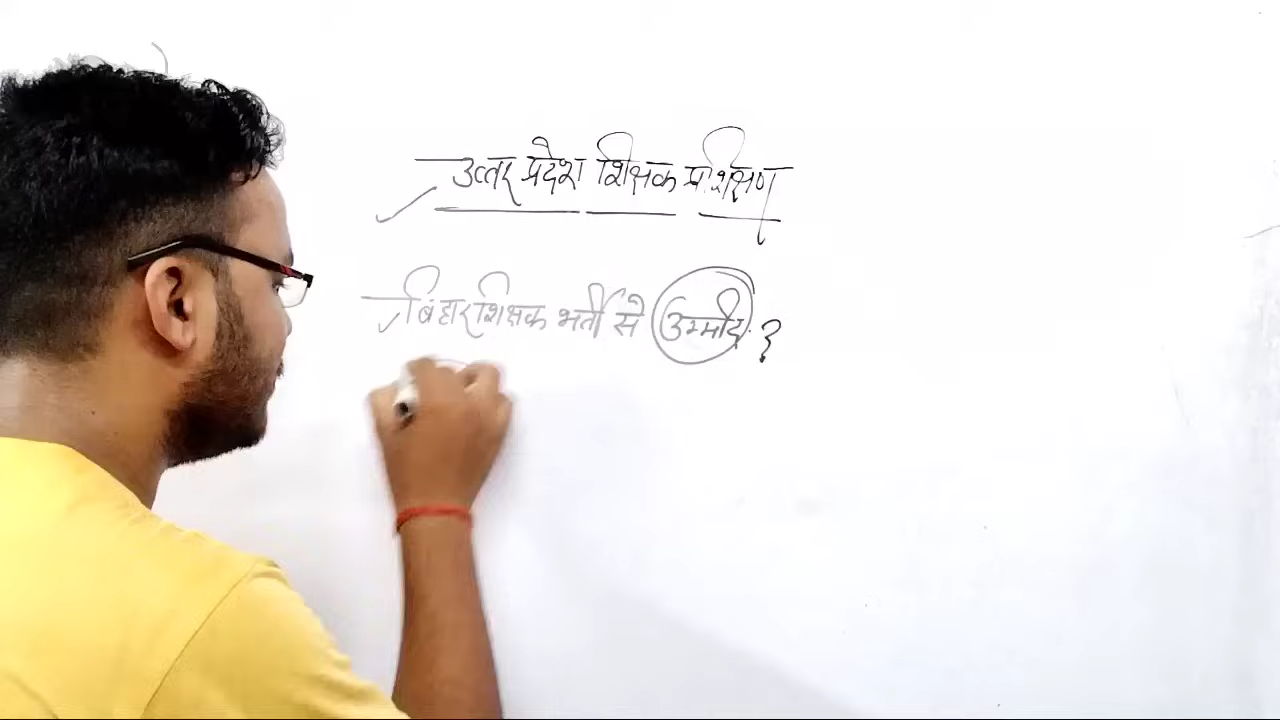 उत्तर प्रदेश शिक्षक प्रशिक्षण
बिहार शिक्षक भर्ती से उम्मीद ?